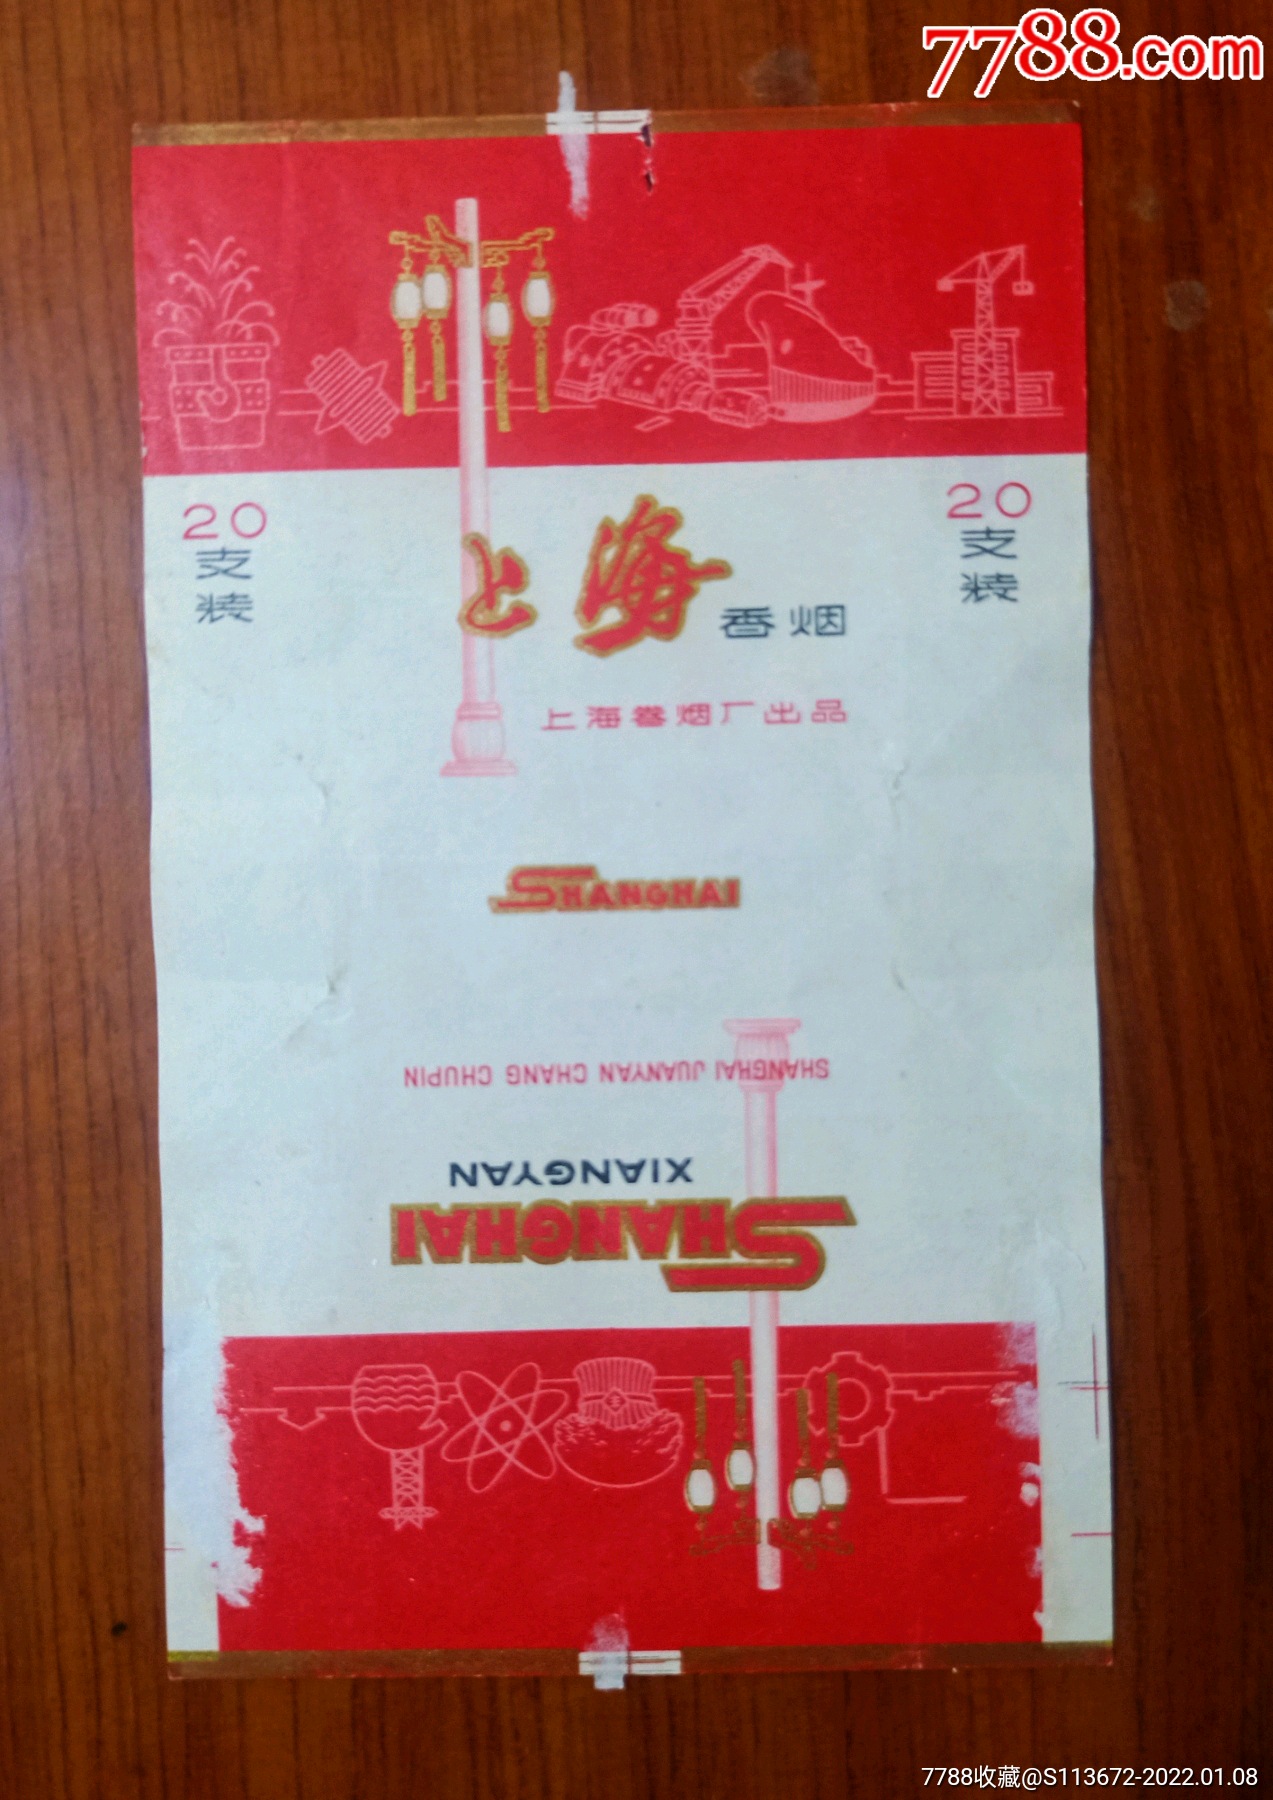 7788.com
20
支
装
20
支
装
上海
香烟
上海卷烟厂出品
SHANGHAI
SHANGHAI JUANYAN CHANG CHUPIN
XIANGYAN
SHANGHAI
7788收藏@S113672-2022.01.08